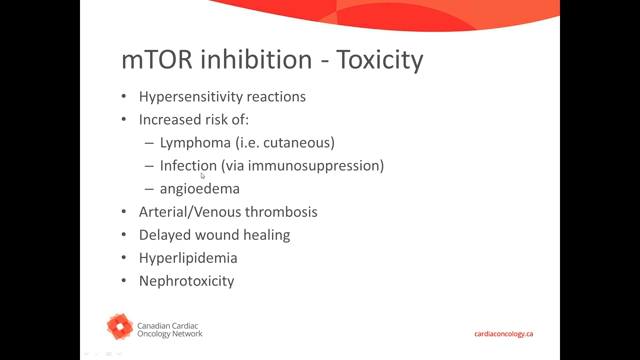 mTOR inhibition - Toxicity
• Hypersensitivity reactions
• Increased risk of:
– Lymphoma (i.e. cutaneous)
– Infection (via immunosuppression)
– angioedema
• Arterial/Venous thrombosis
• Delayed wound healing
• Hyperlipidemia
• Nephrotoxicity
Canadian Cardiac
Oncology Network
cardiaconcology.ca